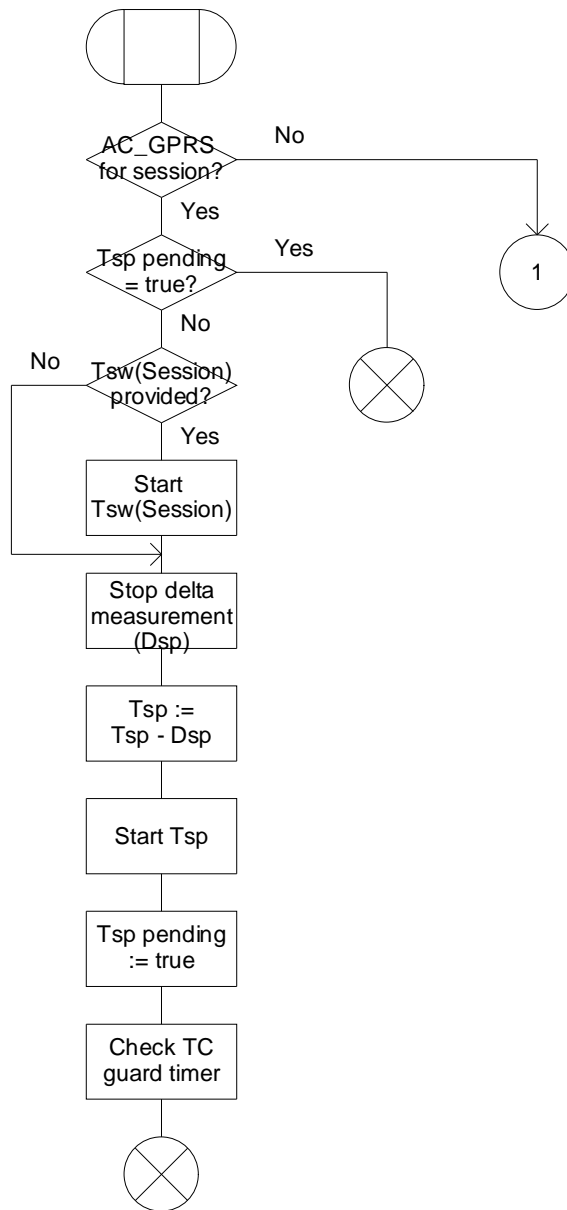 AC_GPRS
for session?
No
Yes
Tsp pending
= true?
Yes
1
No
No
Tsw(Session)
provided?
Yes
Start
Tsw(Session)
Stop delta
measurement
(Dsp)
Tsp :=
Tsp - Dsp
Start Tsp
Tsp pending
:= true
Check TC
guard timer